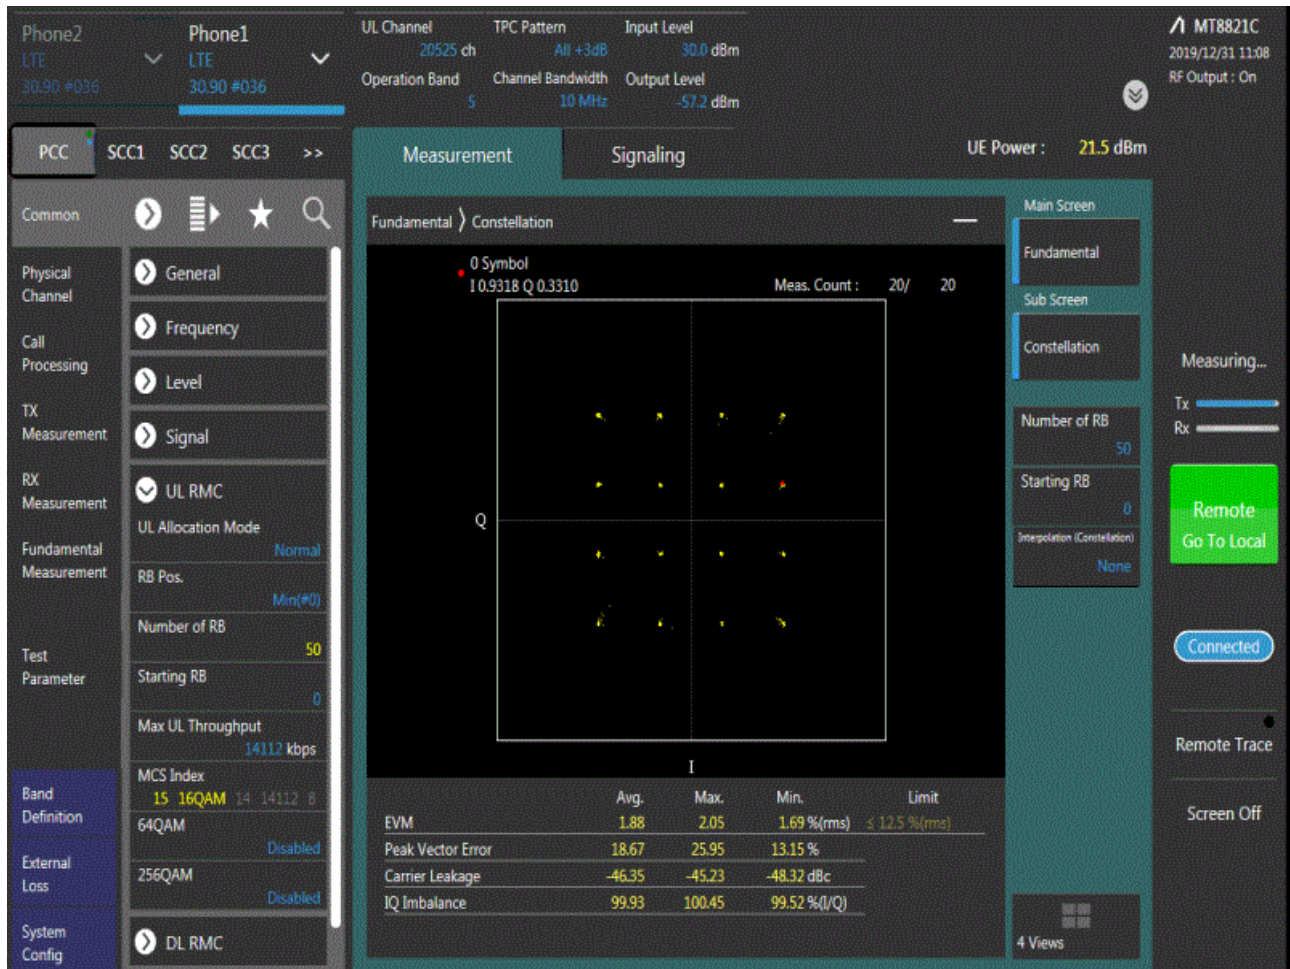 Phone2
LTE
30.90 #036
Phone1
LTE
30.90 #036
UL Channel
20525 ch
TPC Pattern
All +3dB
Input Level
30.0 dBm
Operation Band
5
Channel Bandwidth
10 MHz
Output Level
-57.2 dBm
MT8821C
2019/12/31 11:08
RF Output : On
PCC SCC1 SCC2 SCC3 >>
Measurement
Signaling
UE Power : 21.5 dBm
Common
Physical
Channel
Call
Processing
TX
Measurement
RX
Measurement
Fundamental
Measurement
Test
Parameter
Band
Definition
External
Loss
System
Config
General
Frequency
Level
Signal
UL RMC
UL Allocation Mode
Normal
RB Pos.
Min(#0)
Number of RB
50
Starting RB
0
Max UL Throughput
14112 kbps
MCS Index
15 16QAM 14 14112 8
64QAM
Disabled
256QAM
Disabled
DL RMC
Fundamental 〉 Constellation
0 Symbol
I 0.9318 Q 0.3310
Meas. Count : 20/ 20
Q
I
Avg. Max. Min. Limit
EVM 1.88 2.05 1.69 %(rms) ≤ 12.5 %(rms)
Peak Vector Error 18.67 25.95 13.15 %
Carrier Leakage -46.35 -45.23 -48.32 dBc
IQ Imbalance 99.93 100.45 99.52 %(I/Q)
Main Screen
Fundamental
Sub Screen
Constellation
Number of RB
50
Starting RB
0
Interpolation (Constellation)
None
4 Views
Measuring...
Tx
Rx
Remote
Go To Local
Connected
Remote Trace
Screen Off